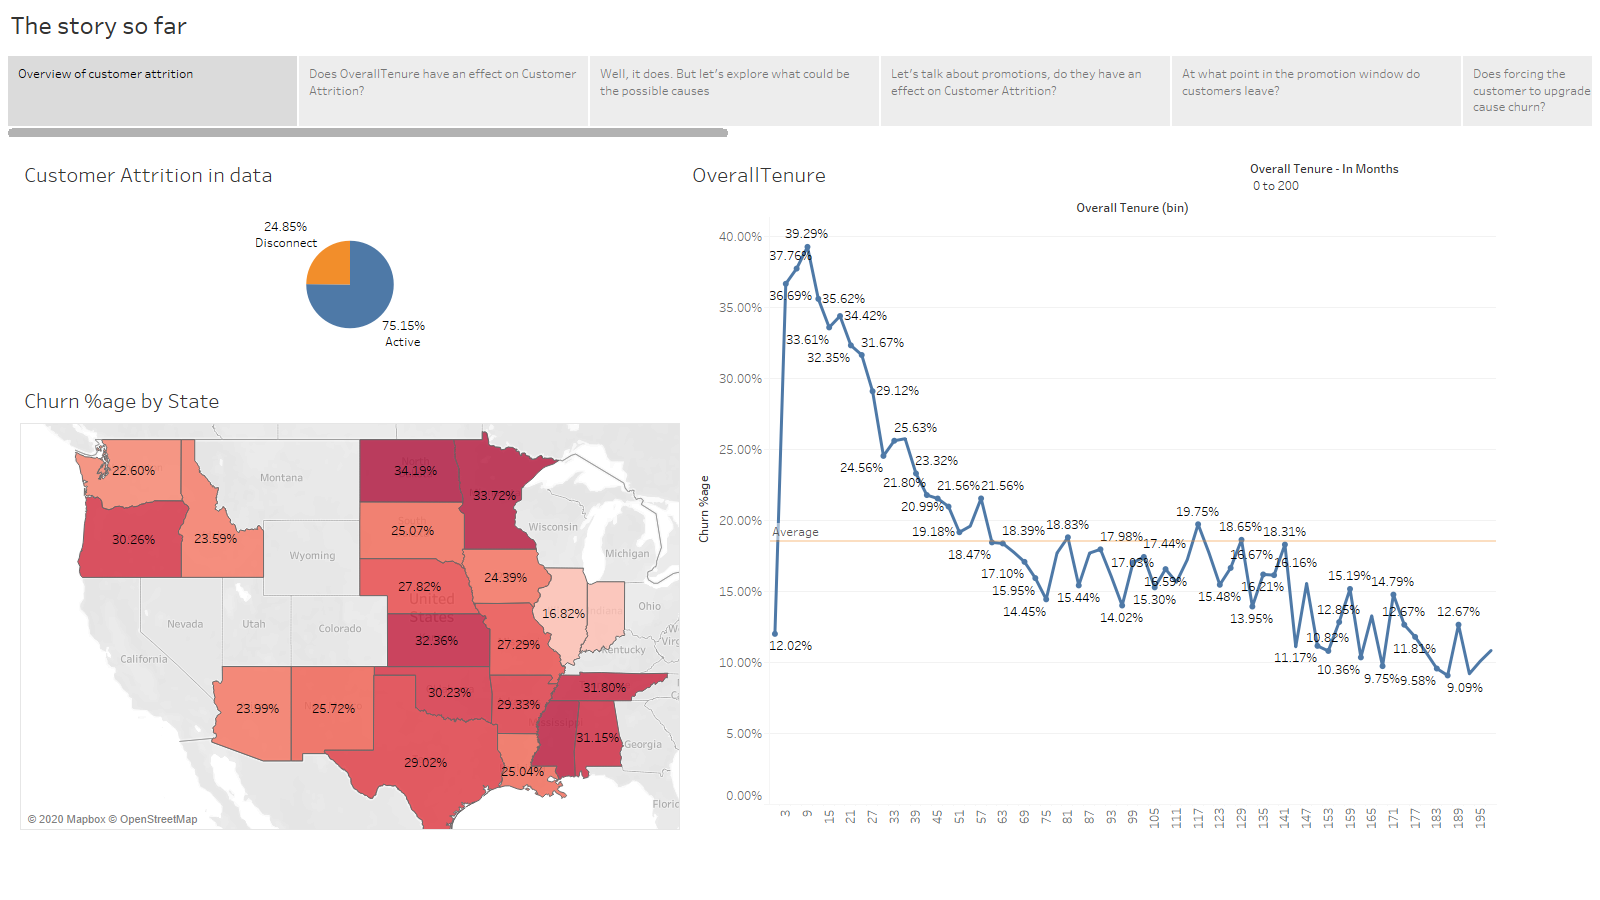 The story so far
Overview of customer attrition
Does OverallTenure have an effect on Customer
Attrition?
Well, it does. But let's explore what could be
the possible causes
Let's talk about promotions, do they have an
effect on Customer Attrition?
At what point in the promotion window do
customers leave?
Does forcing the
customer to upgrade
cause churn?
Customer Attrition in data
24.85%
Disconnect
75.15%
Active
Churn %age by State
22.60%
30.26%
23.59%
Montana
Wyoming
Nevada
Utah
Colorado
California
34.19%
33.72%
25.07%
27.82%
United
States
24.39%
32.36%
27.29%
16.82%
Wisconsin
Michigan
Indiana
Ohio
Kentucky
23.99%
25.72%
30.23%
29.33%
31.80%
31.15%
Mississippi
Georgia
29.02%
25.04%
© 2020 Mapbox © OpenStreetMap
OverallTenure
Overall Tenure - In Months
0 to 200
Overall Tenure (bin)
Churn %age
40.00%
35.00%
30.00%
25.00%
20.00%
15.00%
10.00%
5.00%
0.00%
Average
12.02%
36.69%
37.76%
39.29%
35.62%
33.61%
34.42%
32.35%
31.67%
29.12%
24.56%
25.63%
23.32%
21.80%
21.56%
20.99%
19.18%
21.56%
18.47%
18.39%
17.10%
15.95%
14.45%
18.83%
15.44%
17.98%
14.02%
17.03%
17.44%
15.30%
16.59%
19.75%
15.48%
16.67%
18.65%
13.95%
16.21%
18.31%
16.16%
11.17%
10.82%
12.85%
15.19%
10.36%
9.75%
14.79%
12.67%
11.81%
9.58%
12.67%
9.09%
3 9 15 21 27 33 39 45 51 57 63 69 75 81 87 93 99 105 111 117 123 129 135 141 147 153 159 165 171 177 183 189 195